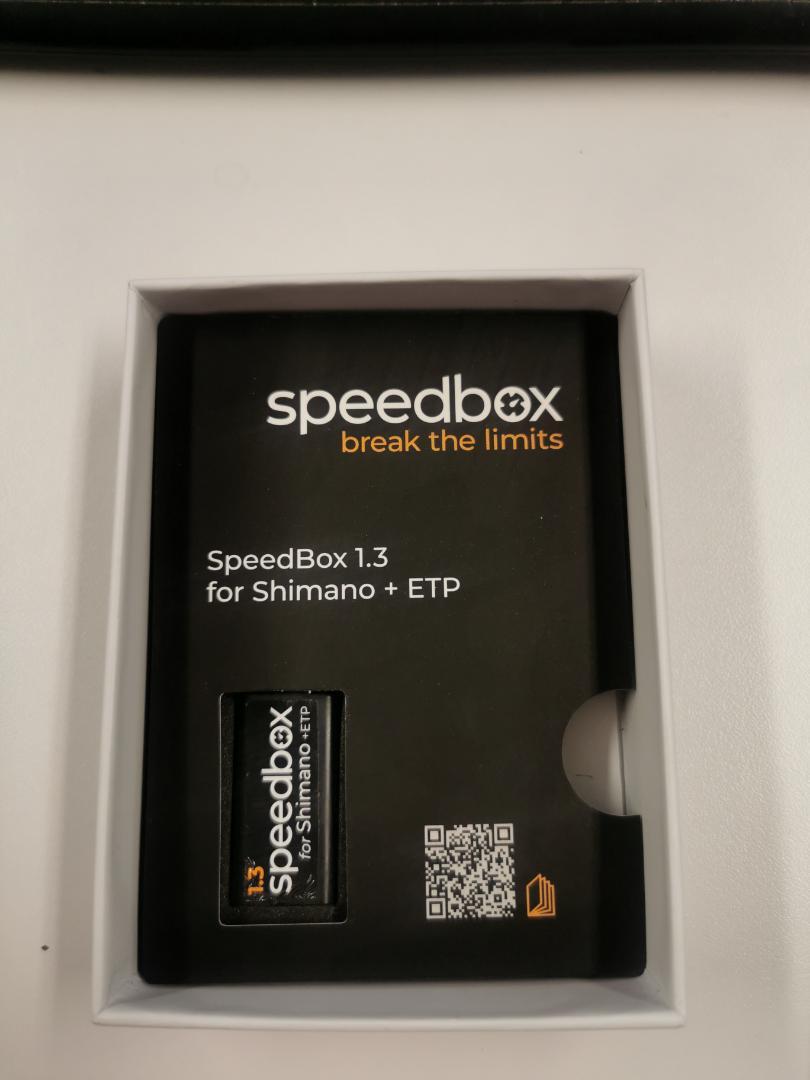 speedbox
break the limits
SpeedBox 1.3
for Shimano + ETP
1.3
speedbox
for Shimano +ETP